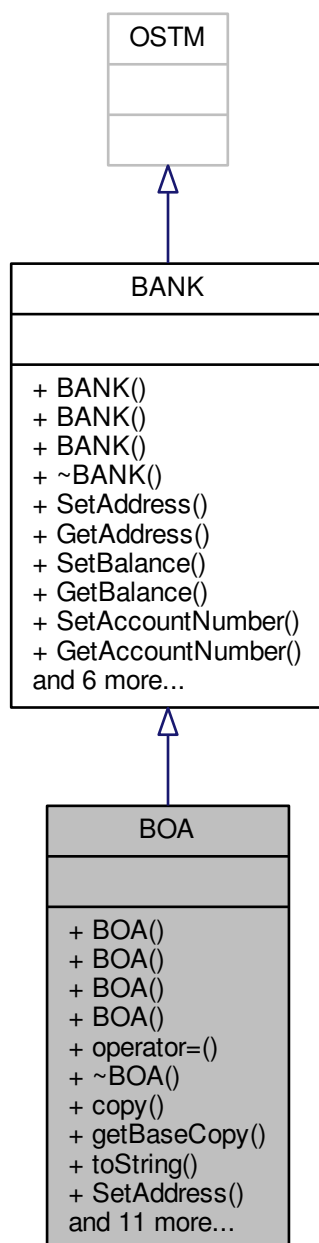 OSTM
BANK
+ BANK()
+ BANK()
+ BANK()
+ ~BANK()
+ SetAddress()
+ GetAddress()
+ SetBalance()
+ GetBalance()
+ SetAccountNumber()
+ GetAccountNumber()
and 6 more...
BOA
+ BOA()
+ BOA()
+ BOA()
+ BOA()
+ operator=()
+ ~BOA()
+ copy()
+ getBaseCopy()
+ toString()
+ SetAddress()
and 11 more...